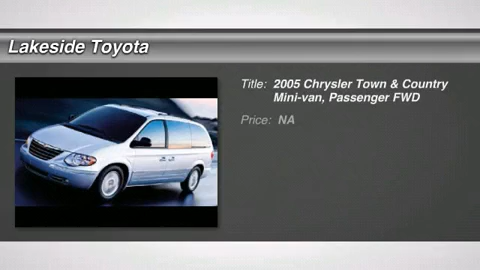 Lakeside Toyota
Title: 2005 Chrysler Town & Country
Mini-van, Passenger FWD
Price: NA